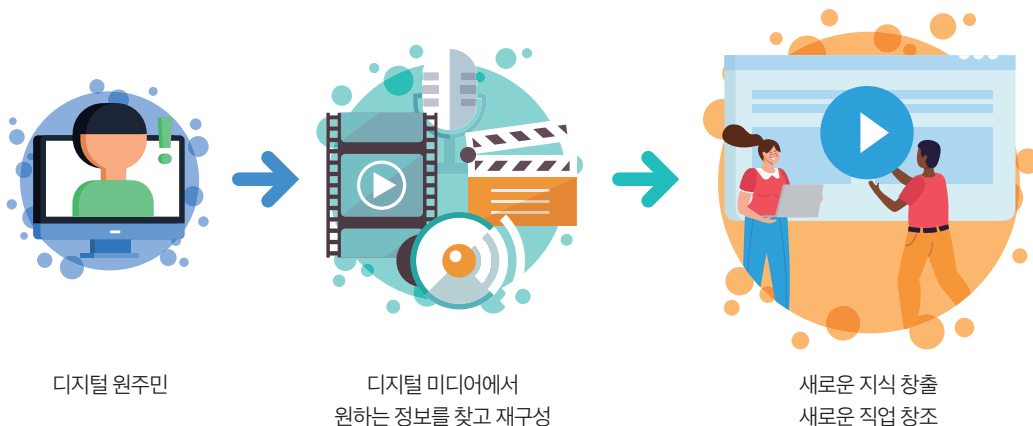 디지털 원주민
디지털 미디어에서
원하는 정보를 찾고 재구성
새로운 지식 창출
새로운 직업 창조